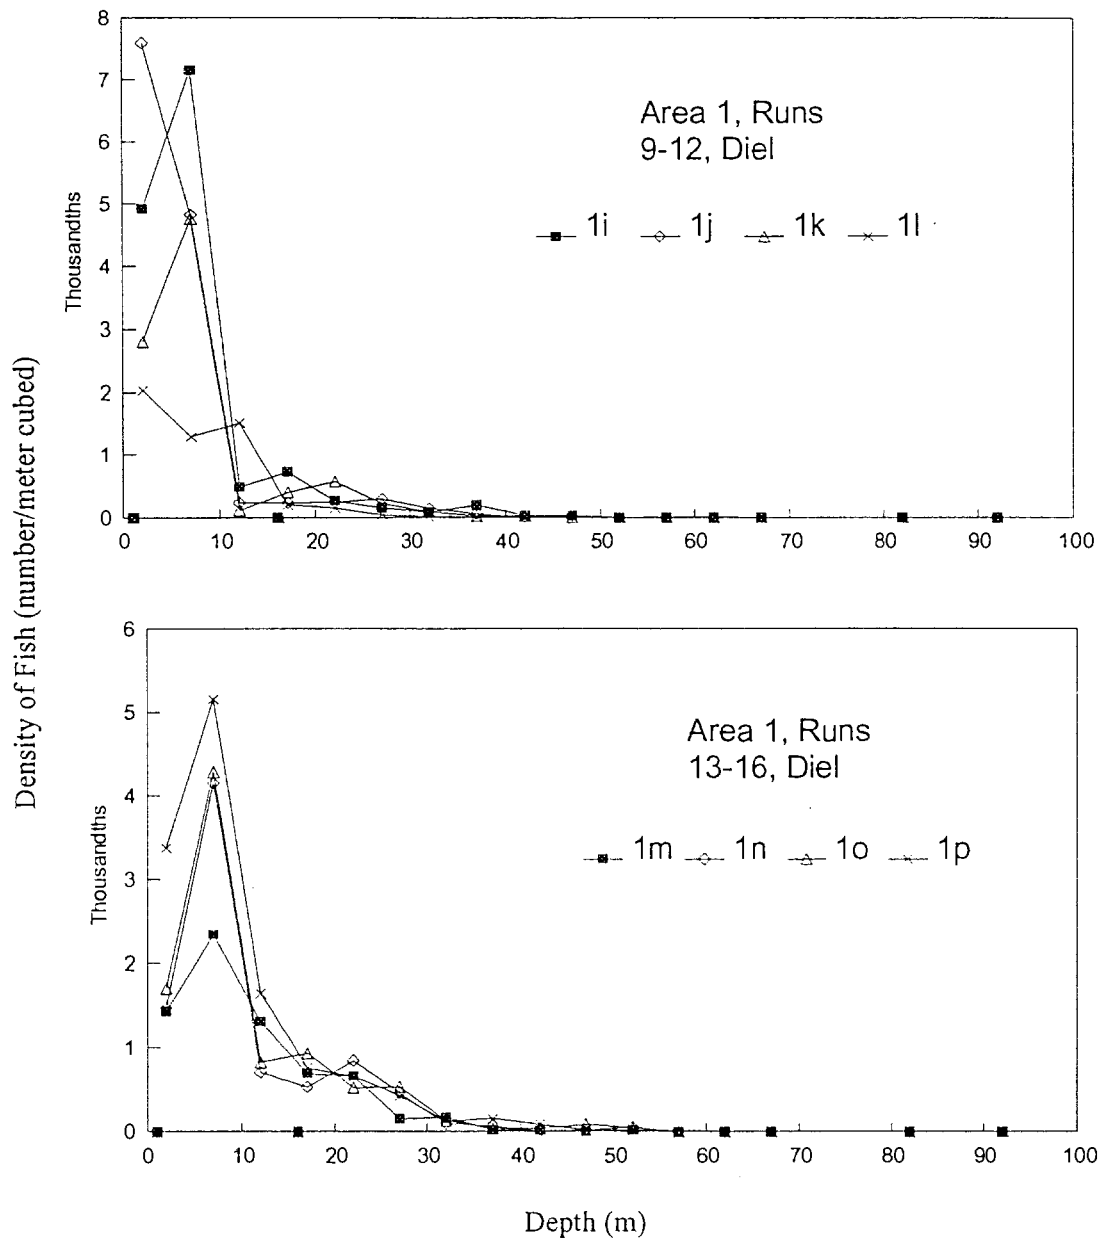 8
7
6
5
4
3
2
1
0
Thousandths
Area 1, Runs
9-12, Diel
1i 1j 1k 1l
0 10 20 30 40 50 60 70 80 90 100
Density of Fish (number/meter cubed)
6
5
4
3
2
1
0
Thousandths
Area 1, Runs
13-16, Diel
1m 1n 1o 1p
0 10 20 30 40 50 60 70 80 90 100
Depth (m)